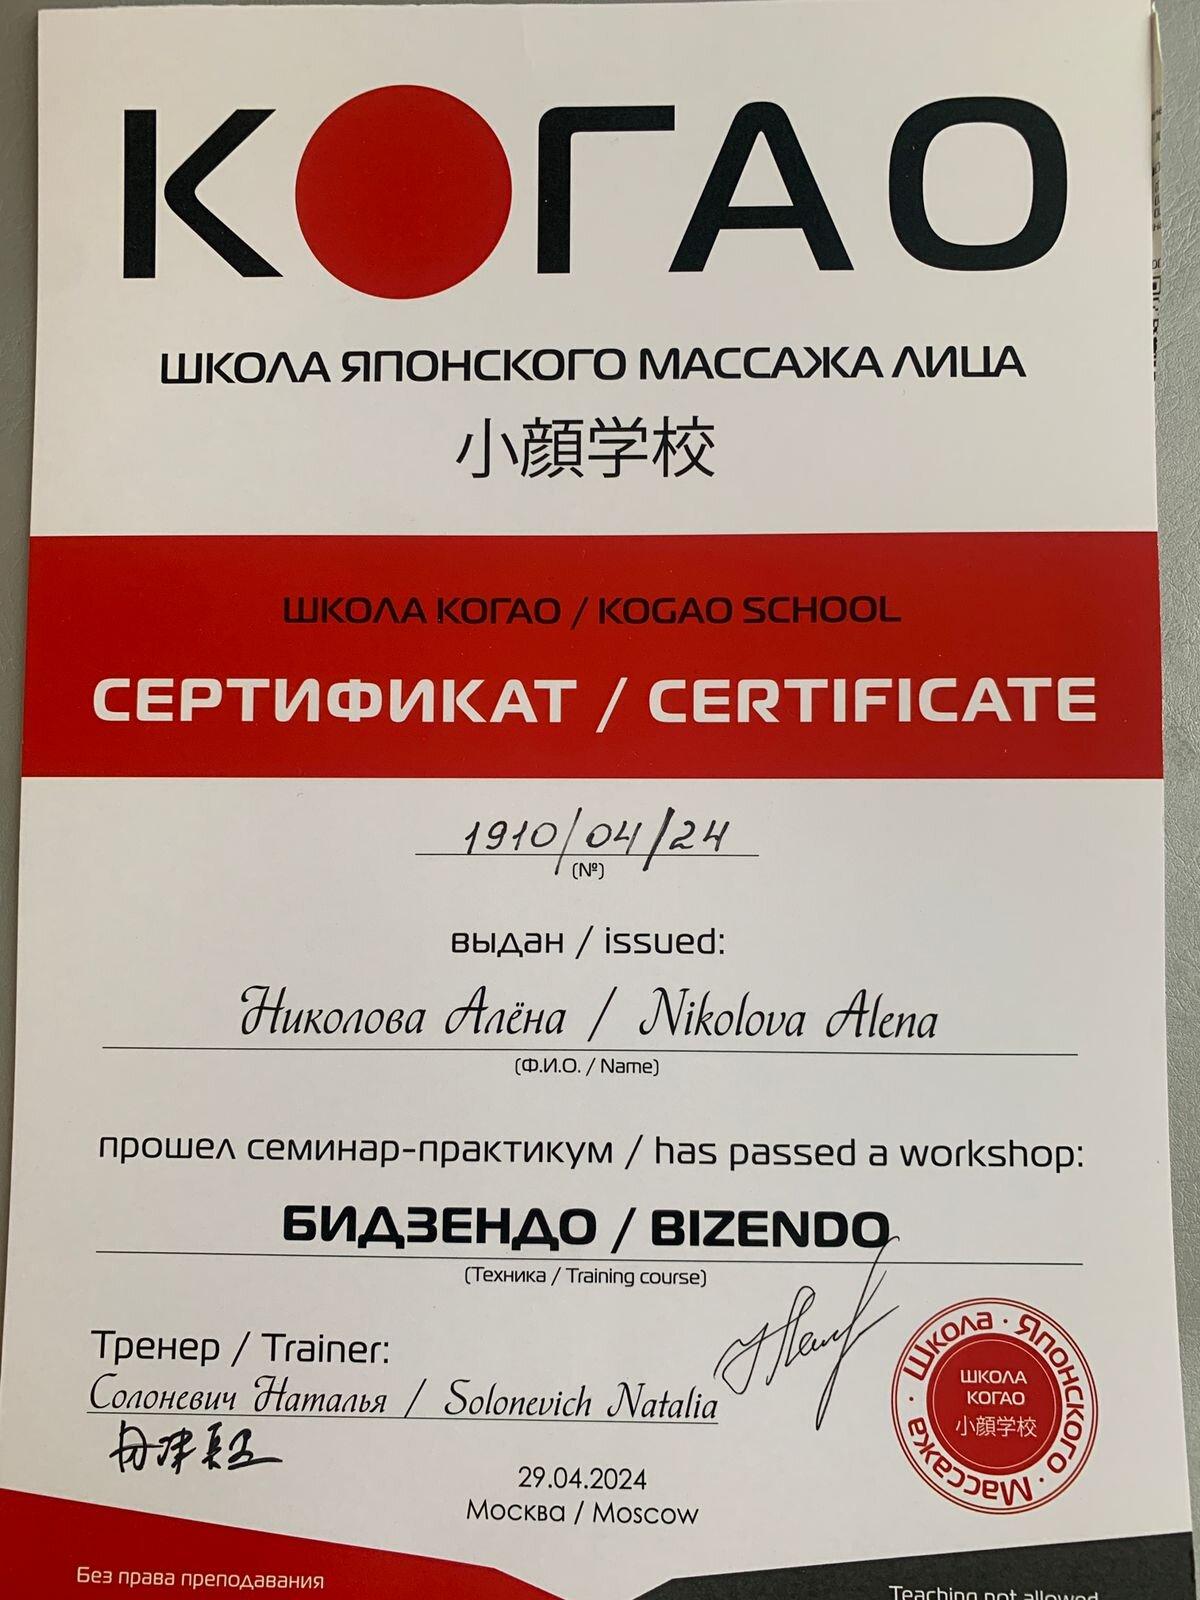 КОГАО
ШКОЛА ЯПОНСКОГО МАССАЖА ЛИЦА
小顔学校
ШКОЛА КОГАО / KOGAO SCHOOL
СЕРТИФИКАТ / CERTIFICATE
1910/04/24
(№)
выдан / issued:
Николова Алёна / Nikolova Alena
(Ф.И.О. / Name)
прошел семинар-практикум / has passed a workshop:
БИДЗЕНДО / BIZENDO
(Техника / Training course)
Тренер / Trainer:
Солоневич Наталья / Solonevich Natalia
Школа · Японского · Массажа ·
ШКОЛА
КОГАО
小顔学校
29.04.2024
Москва / Moscow
Без права преподавания
Teaching not allowed